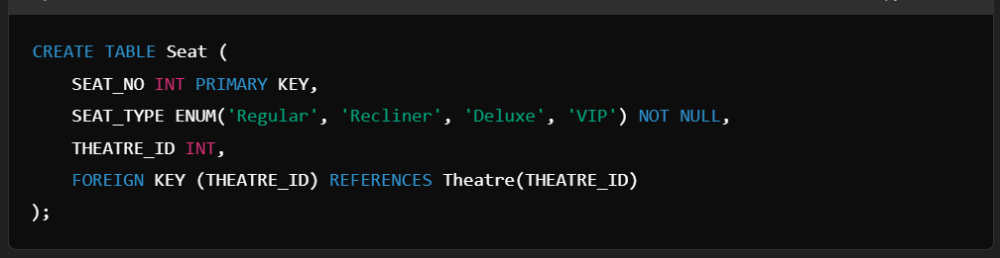 CREATE TABLE Seat (
    SEAT_NO INT PRIMARY KEY,
    SEAT_TYPE ENUM('Regular', 'Recliner', 'Deluxe', 'VIP') NOT NULL,
    THEATRE_ID INT,
    FOREIGN KEY (THEATRE_ID) REFERENCES Theatre(THEATRE_ID)
);